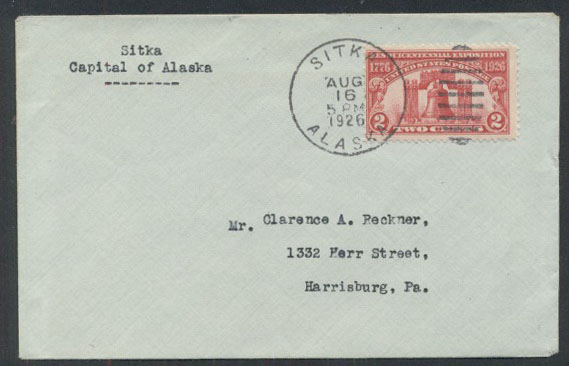 Sitka
Capital of Alaska
SITKA
AUG
16
5 PM
1926
ALASKA
SESQUICENTENNIAL EXPOSITION
1776 1926
UNITED STATES POSTAGE
2 TWO CENTS 2
Mr. Clarence A. Reckner,
1332 Herr Street,
Harrisburg, Pa.